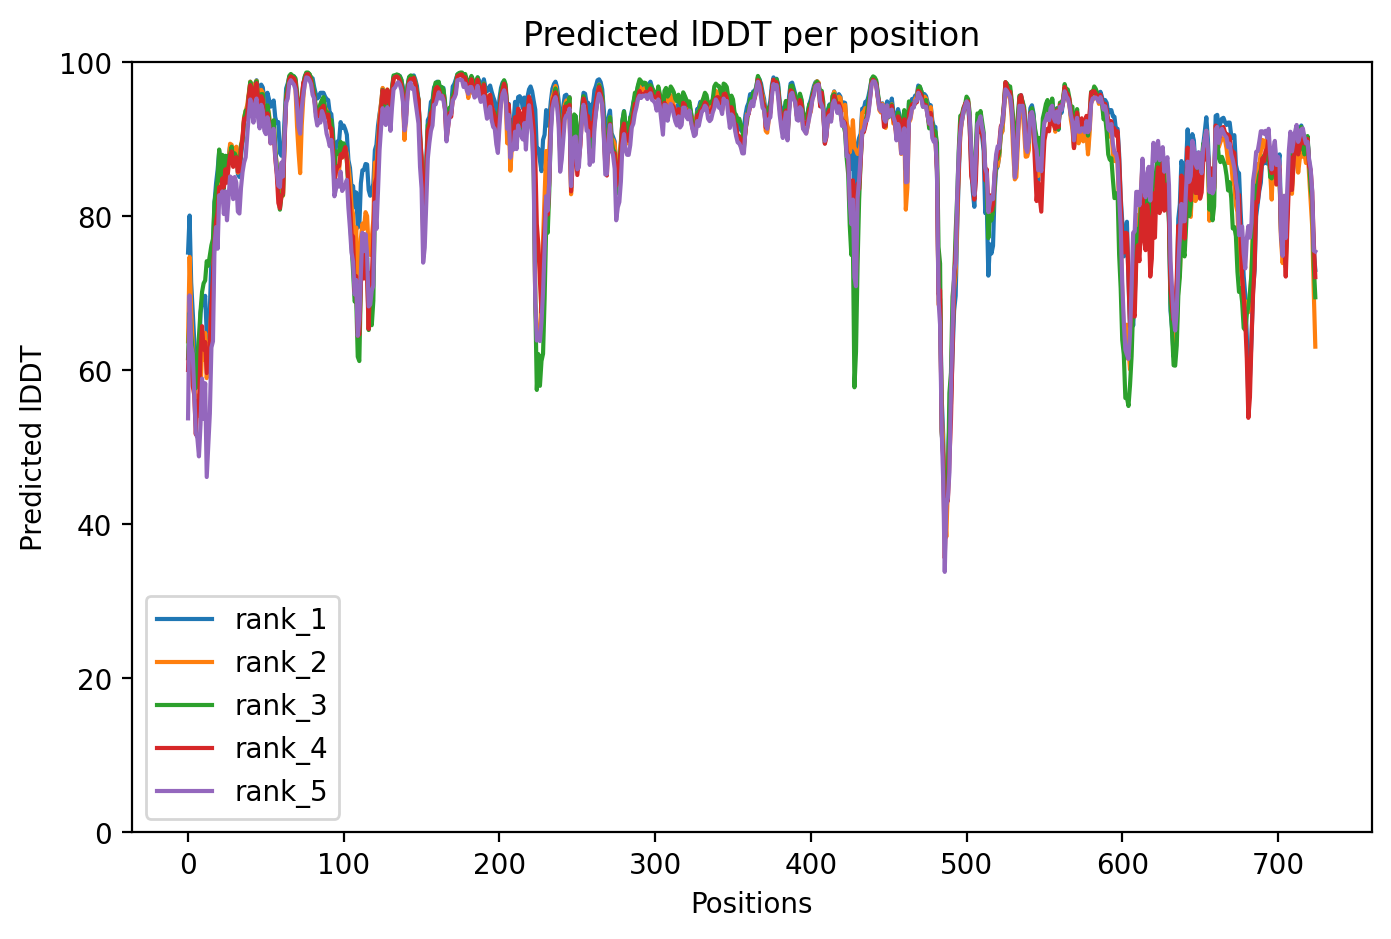 Predicted lDDT per position
100
80
60
40
20
0
Predicted lDDT
rank_1
rank_2
rank_3
rank_4
rank_5
0 100 200 300 400 500 600 700
Positions